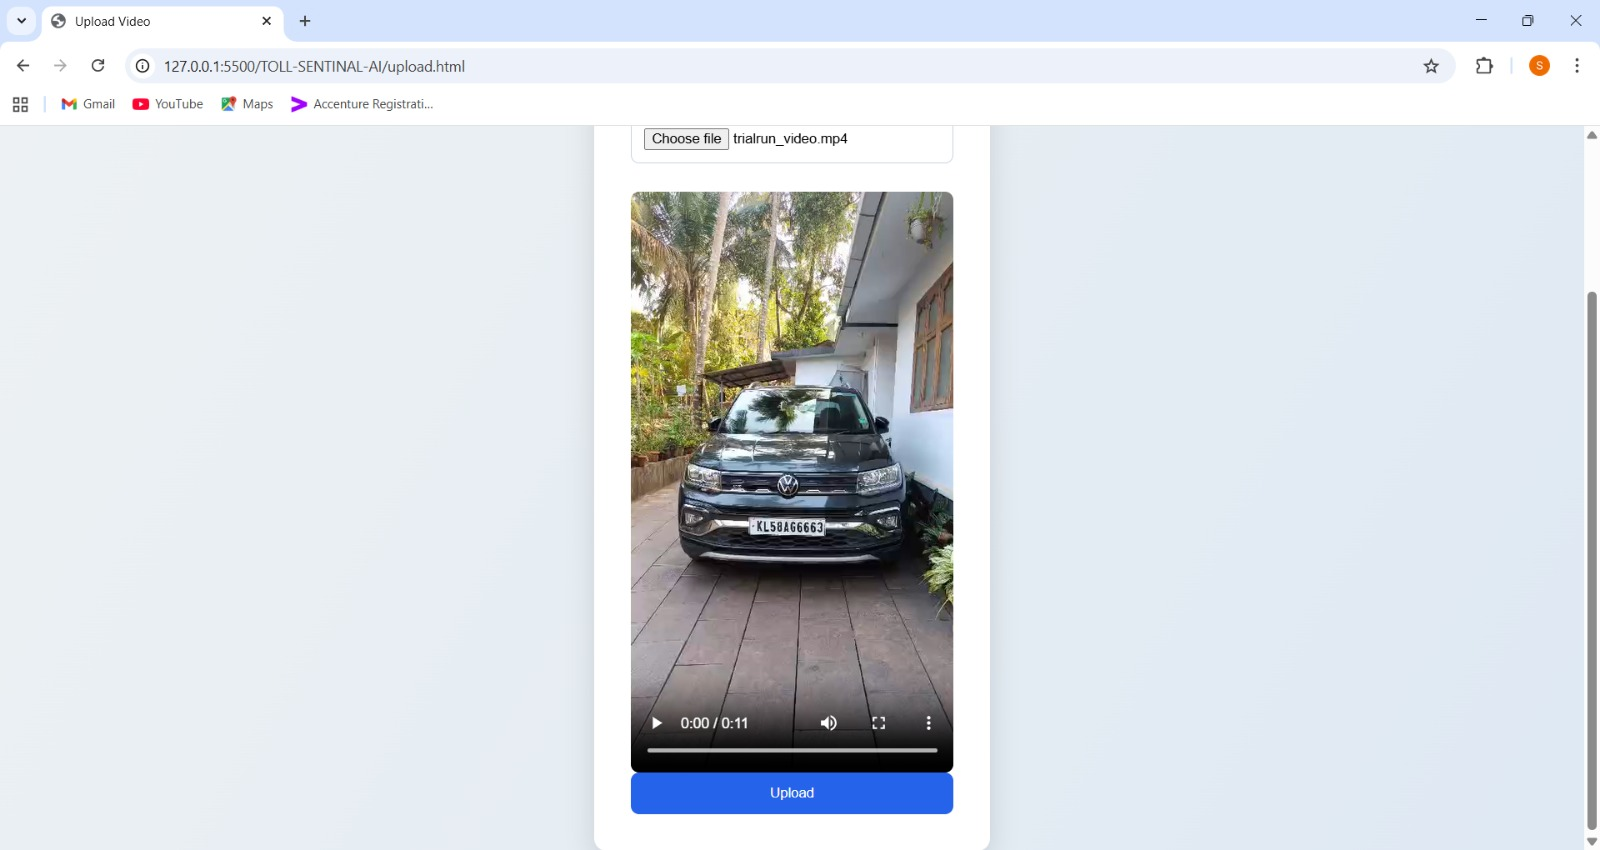 Upload Video
127.0.0.1:5500/TOLL-SENTINAL-AI/upload.html
S
Gmail
YouTube
Maps
Accenture Registrati...
Choose file trialrun_video.mp4
KL58AG6663
0:00 / 0:11
Upload